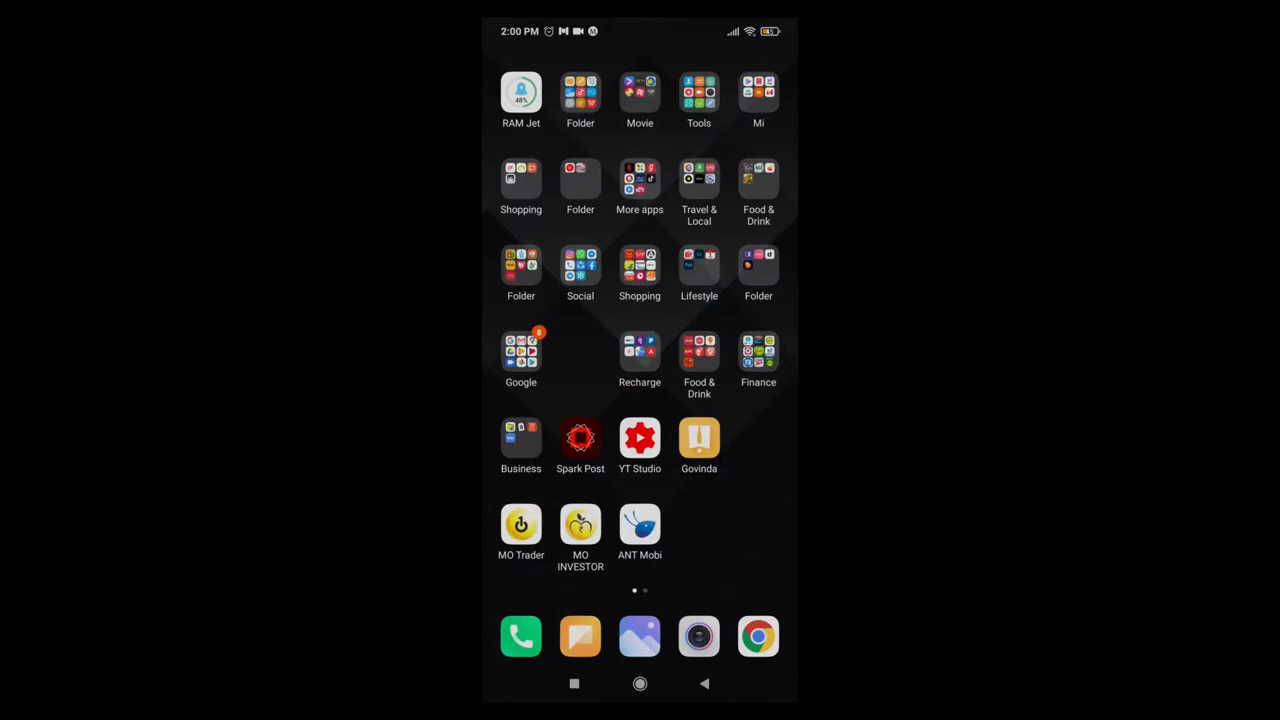 2:00 PM
45
48%
RAM Jet
Folder
Movie
Tools
Mi
Shopping
Folder
More apps
Travel &
Local
Food &
Drink
Folder
Social
Shopping
Lifestyle
Folder
8
Google
Recharge
Food &
Drink
Finance
Business
Spark Post
YT Studio
Govinda
MO Trader
MO
INVESTOR
ANT Mobi